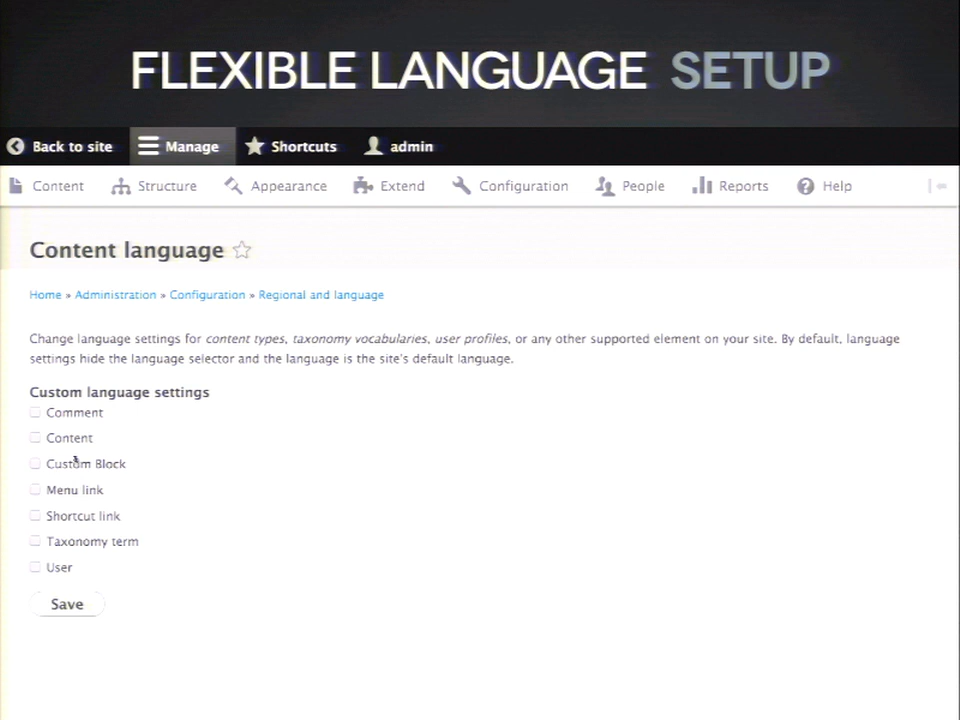 FLEXIBLE LANGUAGE SETUP
Back to site Manage Shortcuts admin
Content Structure Appearance Extend Configuration People Reports Help
Content language
Home » Administration » Configuration » Regional and language
Change language settings for content types, taxonomy vocabularies, user profiles, or any other supported element on your site. By default, language
settings hide the language selector and the language is the site's default language.
Custom language settings
Comment
Content
Custom Block
Menu link
Shortcut link
Taxonomy term
User
Save